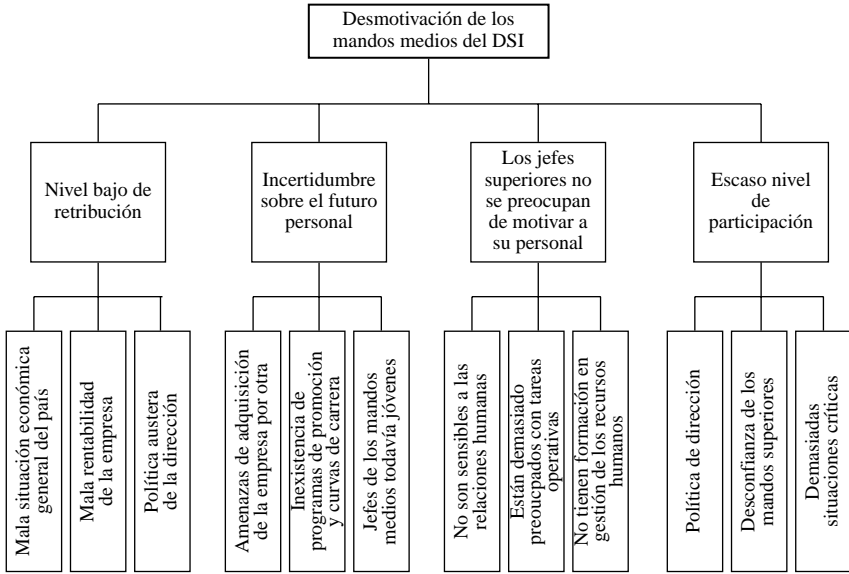 Desmotivación de los
mandos medios del DSI
Nivel bajo de
retribución
Incertidumbre
sobre el futuro
personal
Los jefes
superiores no
se preocupan
de motivar a
su personal
Escaso nivel
de
participación
Mala situación económica
general del país
Mala rentabilidad
de la empresa
Política austera
de la dirección
Amenazas de adquisición
de la empresa por otra
Inexistencia de
programas de promoción
y curvas de carrera
Jefes de los mandos
medios todavía jóvenes
No son sensibles a las
relaciones humanas
Están demasiado
preoucpados con tareas
operativas
No tienen formación en
gestión de los recursos
humanos
Política de dirección
Desconfianza de los
mandos superiores
Demasiadas
situaciones críticas